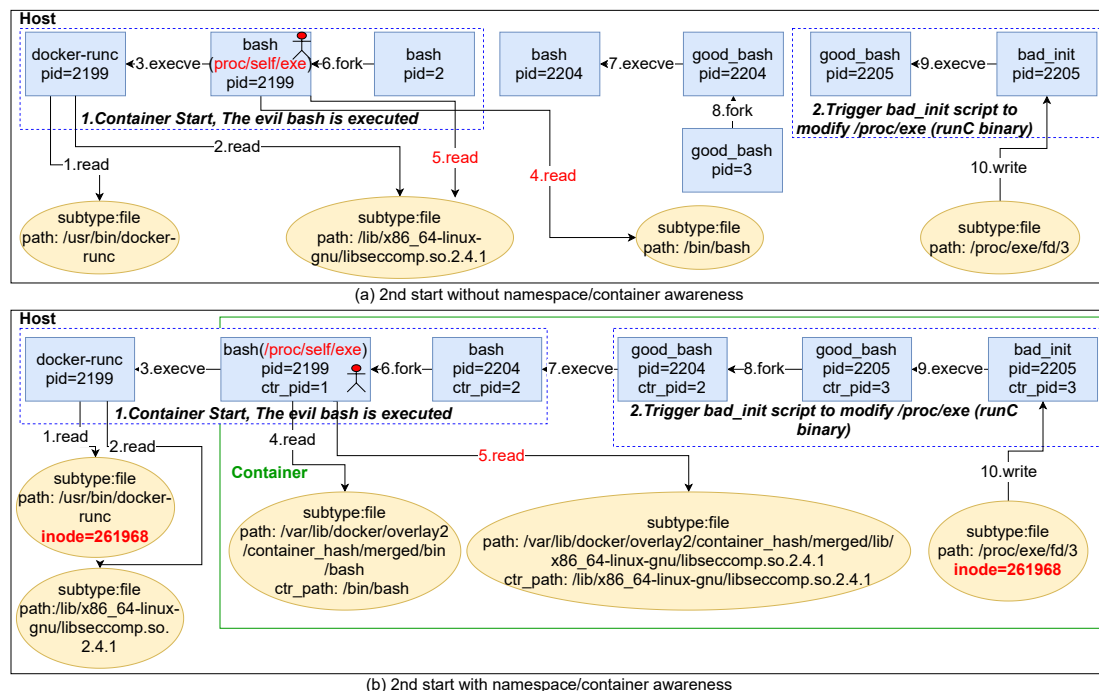 Host
docker-runc
pid=2199
3.execve
bash
(proc/self/exe)
pid=2199
6.fork
bash
pid=2
bash
pid=2204
7.execve
good_bash
pid=2204
good_bash
pid=2205
9.execve
bad_init
pid=2205
1.Container Start, The evil bash is executed
2.Trigger bad_init script to
modify /proc/exe (runC
binary)
8.fork
good_bash
pid=3
1.read
2.read
5.read
4.read
10.write
subtype:file
path: /usr/bin/docker-
runc
subtype:file
path: /lib/x86_64-linux-
gnu/libseccomp.so.2.4.1
subtype:file
path: /bin/bash
subtype:file
path: /proc/exe/fd/3
(a) 2nd start without namespace/container awareness
Host
docker-runc
pid=2199
3.execve
bash(/proc/self/exe)
pid=2199
ctr_pid=1
6.fork
bash
pid=2204
ctr_pid=2
7.execve
good_bash
pid=2204
ctr_pid=2
8.fork
good_bash
pid=2205
ctr_pid=3
9.execve
bad_init
pid=2205
ctr_pid=3
1.Container Start, The evil bash is executed
2.Trigger bad_init script to modify /proc/exe (runC
binary)
1.read
2.read
4.read
5.read
10.write
Container
subtype:file
path: /usr/bin/docker-
runc
inode=261968
subtype:file
path: /var/lib/docker/overlay2
/container_hash/merged/bin
/bash
ctr_path: /bin/bash
subtype:file
path: /var/lib/docker/overlay2/container_hash/merged/lib/
x86_64-linux-gnu/libseccomp.so.2.4.1
ctr_path: /lib/x86_64-linux-gnu/libseccomp.so.2.4.1
subtype:file
path: /proc/exe/fd/3
inode=261968
subtype:file
path:/lib/x86_64-linux-
gnu/libseccomp.so.
2.4.1
(b) 2nd start with namespace/container awareness